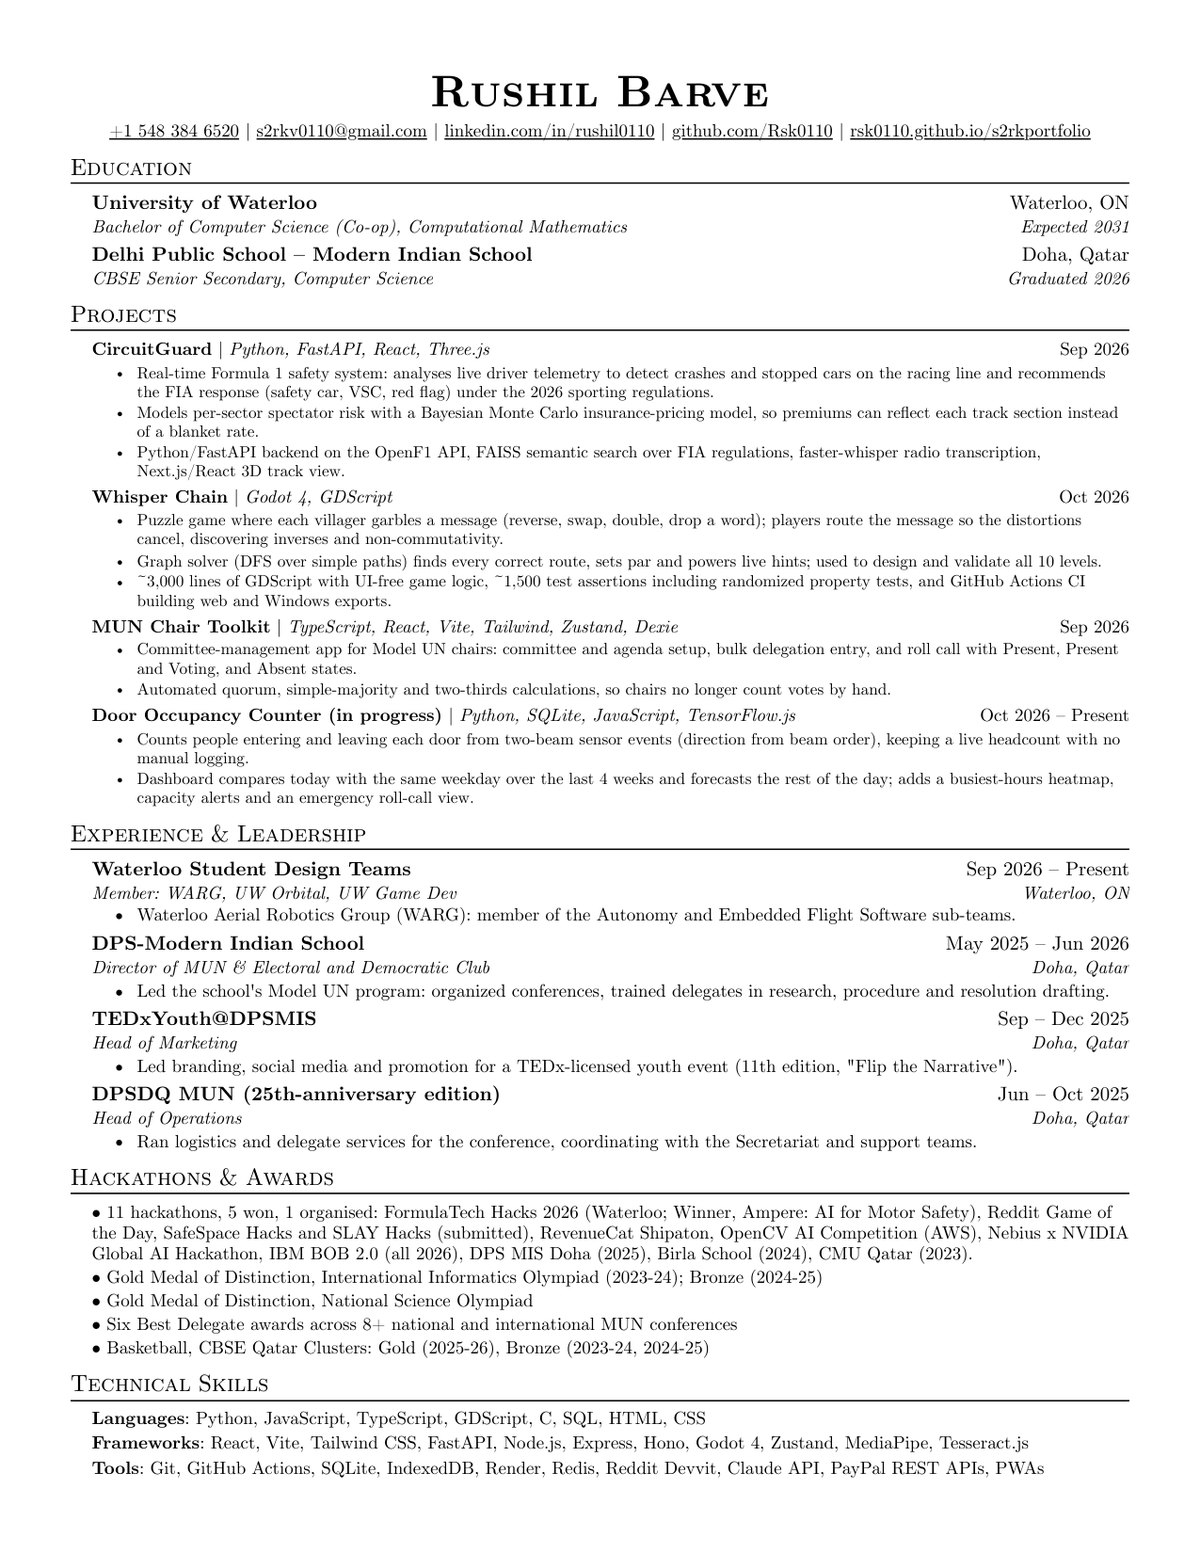 Rushil Barve
+1 548 384 6520 | s2rkv0110@gmail.com | linkedin.com/in/rushil0110 | github.com/Rsk0110 | rsk0110.github.io/s2rkportfolio
Education
University of Waterloo Waterloo, ON
Bachelor of Computer Science (Co-op), Computational Mathematics Expected 2031
Delhi Public School – Modern Indian School Doha, Qatar
CBSE Senior Secondary, Computer Science Graduated 2026
Projects
CircuitGuard | Python, FastAPI, React, Three.js Sep 2026
• Real-time Formula 1 safety system: analyses live driver telemetry to detect crashes and stopped cars on the racing line and recommends
the FIA response (safety car, VSC, red flag) under the 2026 sporting regulations.
• Models per-sector spectator risk with a Bayesian Monte Carlo insurance-pricing model, so premiums can reflect each track section instead
of a blanket rate.
• Python/FastAPI backend on the OpenF1 API, FAISS semantic search over FIA regulations, faster-whisper radio transcription,
Next.js/React 3D track view.
Whisper Chain | Godot 4, GDScript Oct 2026
• Puzzle game where each villager garbles a message (reverse, swap, double, drop a word); players route the message so the distortions
cancel, discovering inverses and non-commutativity.
• Graph solver (DFS over simple paths) finds every correct route, sets par and powers live hints; used to design and validate all 10 levels.
• ~3,000 lines of GDScript with UI-free game logic, ~1,500 test assertions including randomized property tests, and GitHub Actions CI
building web and Windows exports.
MUN Chair Toolkit | TypeScript, React, Vite, Tailwind, Zustand, Dexie Sep 2026
• Committee-management app for Model UN chairs: committee and agenda setup, bulk delegation entry, and roll call with Present, Present
and Voting, and Absent states.
• Automated quorum, simple-majority and two-thirds calculations, so chairs no longer count votes by hand.
Door Occupancy Counter (in progress) | Python, SQLite, JavaScript, TensorFlow.js Oct 2026 – Present
• Counts people entering and leaving each door from two-beam sensor events (direction from beam order), keeping a live headcount with no
manual logging.
• Dashboard compares today with the same weekday over the last 4 weeks and forecasts the rest of the day; adds a busiest-hours heatmap,
capacity alerts and an emergency roll-call view.
Experience & Leadership
Waterloo Student Design Teams Sep 2026 – Present
Member: WARG, UW Orbital, UW Game Dev Waterloo, ON
• Waterloo Aerial Robotics Group (WARG): member of the Autonomy and Embedded Flight Software sub-teams.
DPS-Modern Indian School May 2025 – Jun 2026
Director of MUN & Electoral and Democratic Club Doha, Qatar
• Led the school's Model UN program: organized conferences, trained delegates in research, procedure and resolution drafting.
TEDxYouth@DPSMIS Sep – Dec 2025
Head of Marketing Doha, Qatar
• Led branding, social media and promotion for a TEDx-licensed youth event (11th edition, "Flip the Narrative").
DPSDQ MUN (25th-anniversary edition) Jun – Oct 2025
Head of Operations Doha, Qatar
• Ran logistics and delegate services for the conference, coordinating with the Secretariat and support teams.
Hackathons & Awards
• 11 hackathons, 5 won, 1 organised: FormulaTech Hacks 2026 (Waterloo; Winner, Ampere: AI for Motor Safety), Reddit Game of
the Day, SafeSpace Hacks and SLAY Hacks (submitted), RevenueCat Shipaton, OpenCV AI Competition (AWS), Nebius x NVIDIA
Global AI Hackathon, IBM BOB 2.0 (all 2026), DPS MIS Doha (2025), Birla School (2024), CMU Qatar (2023).
• Gold Medal of Distinction, International Informatics Olympiad (2023-24); Bronze (2024-25)
• Gold Medal of Distinction, National Science Olympiad
• Six Best Delegate awards across 8+ national and international MUN conferences
• Basketball, CBSE Qatar Clusters: Gold (2025-26), Bronze (2023-24, 2024-25)
Technical Skills
Languages: Python, JavaScript, TypeScript, GDScript, C, SQL, HTML, CSS
Frameworks: React, Vite, Tailwind CSS, FastAPI, Node.js, Express, Hono, Godot 4, Zustand, MediaPipe, Tesseract.js
Tools: Git, GitHub Actions, SQLite, IndexedDB, Render, Redis, Reddit Devvit, Claude API, PayPal REST APIs, PWAs